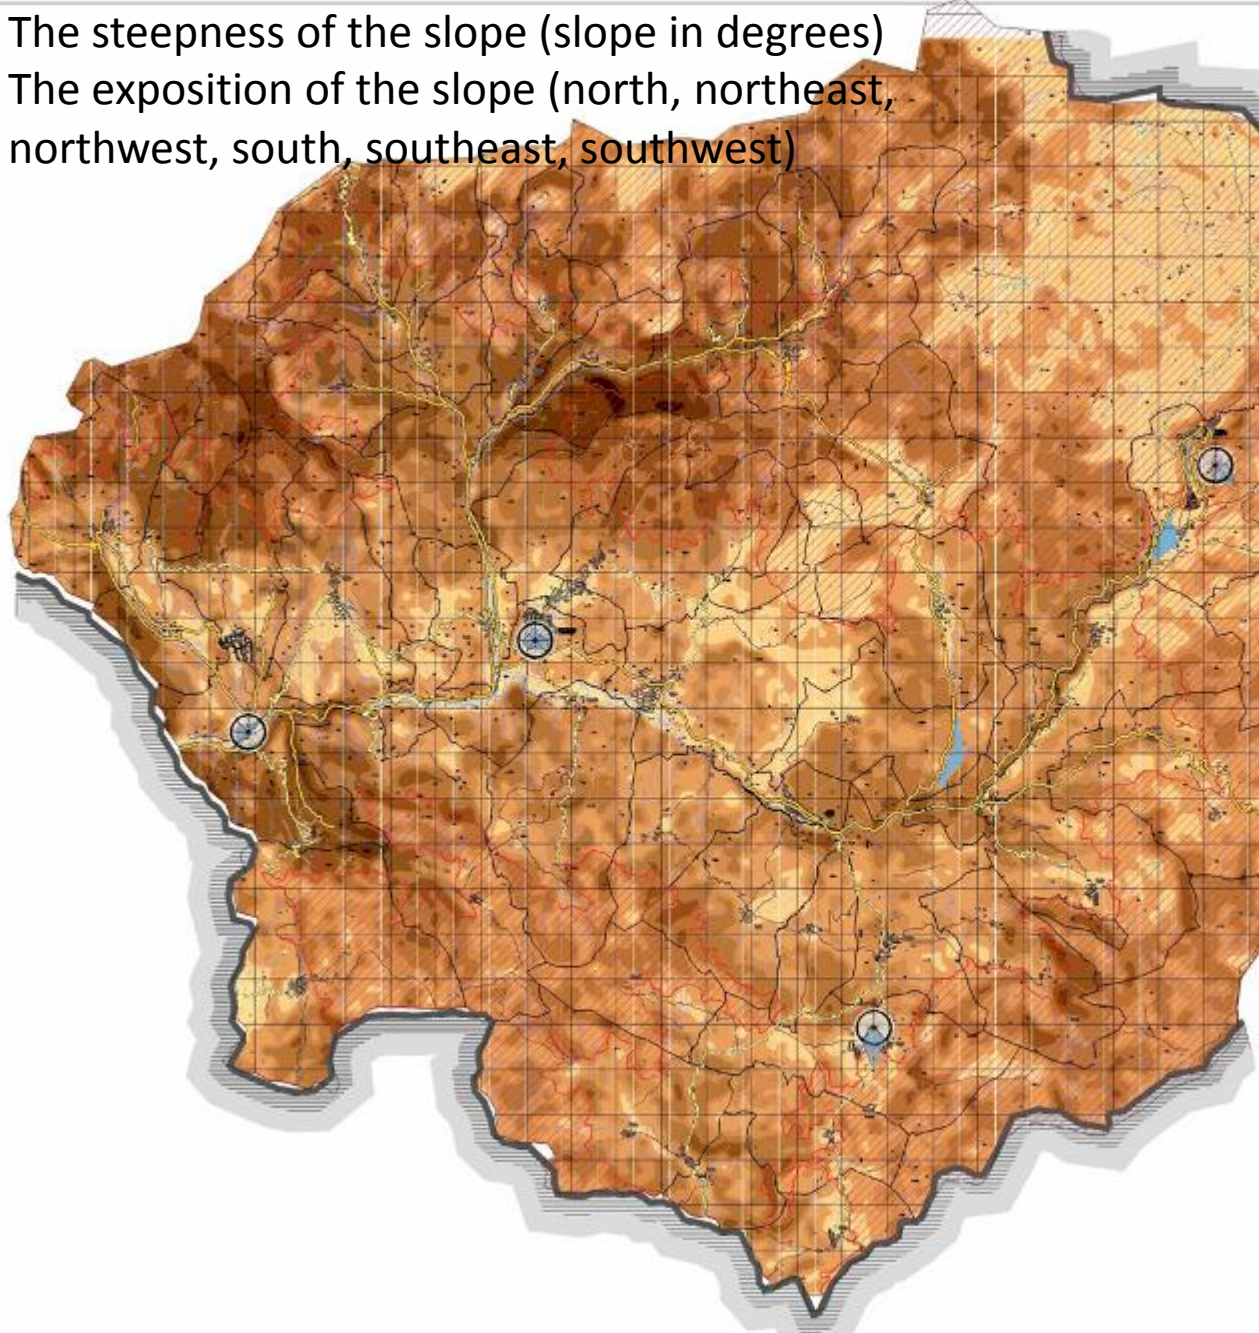 The steepness of the slope (slope in degrees)
The exposition of the slope (north, northeast,
northwest, south, southeast, southwest)